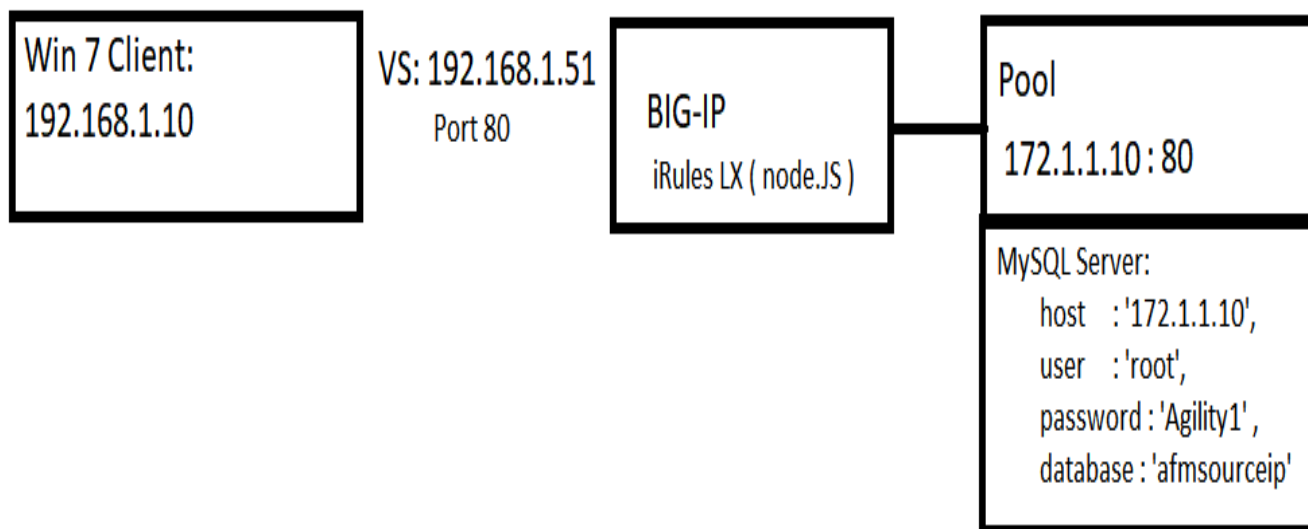 Win 7 Client:
192.168.1.10
VS: 192.168.1.51
Port 80
BIG-IP
iRules LX ( node.JS )
Pool
172.1.1.10 : 80
MySQL Server:
host : '172.1.1.10',
user : 'root',
password : 'Agility1' ,
database : 'afmsourceip'